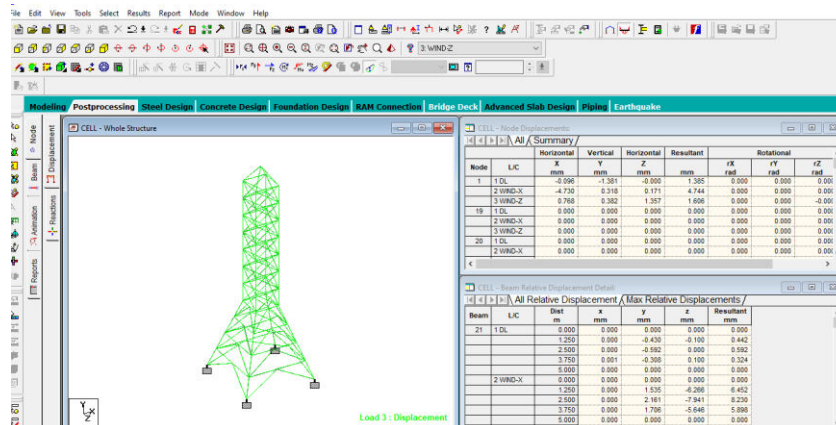 File Edit View Tools Select Results Report Mode Window Help
3: WIND-Z
Modeling Postprocessing Steel Design Concrete Design Foundation Design RAM Connection Bridge Deck Advanced Slab Design Piping Earthquake
Node
Beam
Animation
Reports
Displacement
Reactions
CELL - Whole Structure
Y
X
Z
Load 3 : Displacement
CELL - Node Displacements
All Summary
Horizontal Vertical Horizontal Resultant Rotational
Node L/C X mm Y mm Z mm mm rX rad rY rad rZ rad
1 1 DL -0.096 -1.381 -0.000 1.385 0.000 0.000 0.000
2 WIND-X -4.730 0.318 0.171 4.744 0.000 0.000 0.000
3 WIND-Z 0.768 0.382 1.357 1.606 0.000 0.000 -0.000
19 1 DL 0.000 0.000 0.000 0.000 0.000 0.000 0.000
2 WIND-X 0.000 0.000 0.000 0.000 0.000 0.000 0.000
3 WIND-Z 0.000 0.000 0.000 0.000 0.000 0.000 0.000
20 1 DL 0.000 0.000 0.000 0.000 0.000 0.000 0.000
2 WIND-X 0.000 0.000 0.000 0.000 0.000 0.000 0.000
CELL - Beam Relative Displacement Detail
All Relative Displacement Max Relative Displacements
Beam L/C Dist m x mm y mm z mm Resultant mm
21 1 DL 0.000 0.000 0.000 0.000 0.000
1.250 0.000 -0.430 -0.100 0.442
2.500 0.000 -0.592 0.000 0.592
3.750 0.001 -0.308 0.100 0.324
5.000 0.000 0.000 0.000 0.000
2 WIND-X 0.000 0.000 0.000 0.000 0.000
1.250 0.000 1.535 -6.266 6.452
2.500 0.000 2.161 -7.941 8.230
3.750 0.000 1.706 -5.646 5.898
5.000 0.000 0.000 0.000 0.000